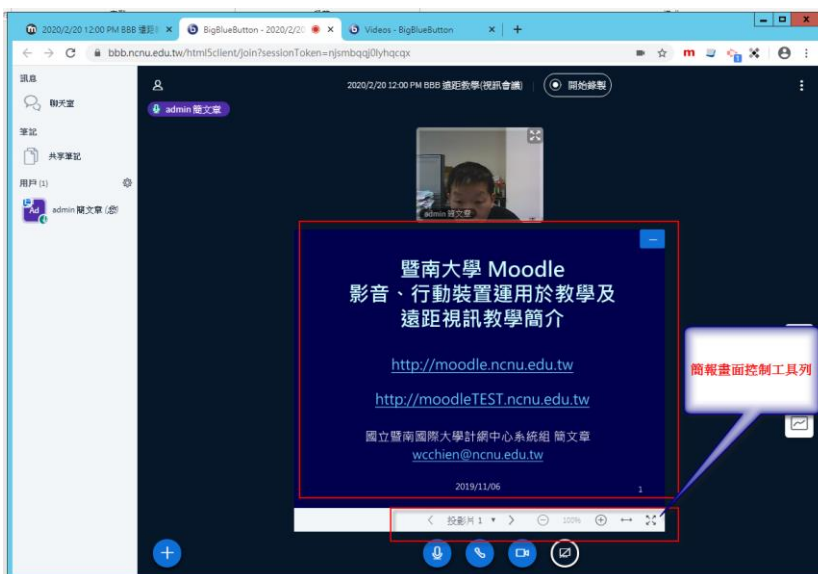 2020/2/20 12:00 PM BBB 遠距
BigBlueButton - 2020/2/20
Videos - BigBlueButton
bbb.ncnu.edu.tw/html5client/join?sessionToken=njsmbqqj0lyhqcqx
訊息
聊天室
筆記
共享筆記
用戶 (1)
Ad
admin 簡文章
2020/2/20 12:00 PM BBB 遠距教學(視訊會議)
開始錄製
admin 簡文章
admin 簡文章
暨南大學 Moodle
影音、行動裝置運用於教學及
遠距視訊教學簡介
http://moodle.ncnu.edu.tw
http://moodleTEST.ncnu.edu.tw
國立暨南國際大學計網中心系統組 簡文章
wcchien@ncnu.edu.tw
2019/11/06
1
簡報畫面控制工具列
投影片 1
100%